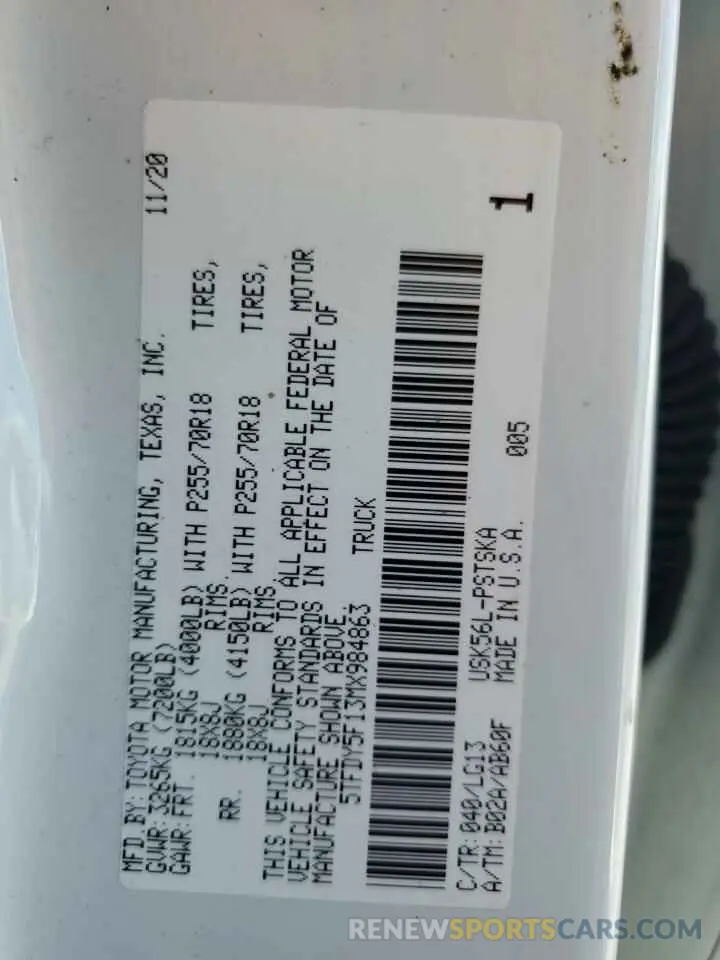 MFD.BY: TOYOTA MOTOR MANUFACTURING, TEXAS, INC. 11/20
GVWR: 3265KG (7200LB)
GAWR: FRT. 1815KG (4000LB) WITH P255/70R18 TIRES,
18X8J RIMS.
RR. 1880KG (4150LB) WITH P255/70R18 TIRES,
18X8J RIMS
THIS VEHICLE CONFORMS TO ALL APPLICABLE FEDERAL MOTOR
VEHICLE SAFETY STANDARDS IN EFFECT ON THE DATE OF
MANUFACTURE SHOWN ABOVE.
5TFDY5F13MX984863 TRUCK
C/TR: 040/LG13 USK56L-PSTSKA 005 1
A/TM: B02A/AB60F MADE IN U.S.A.
RENEWSPORTSCARS.COM